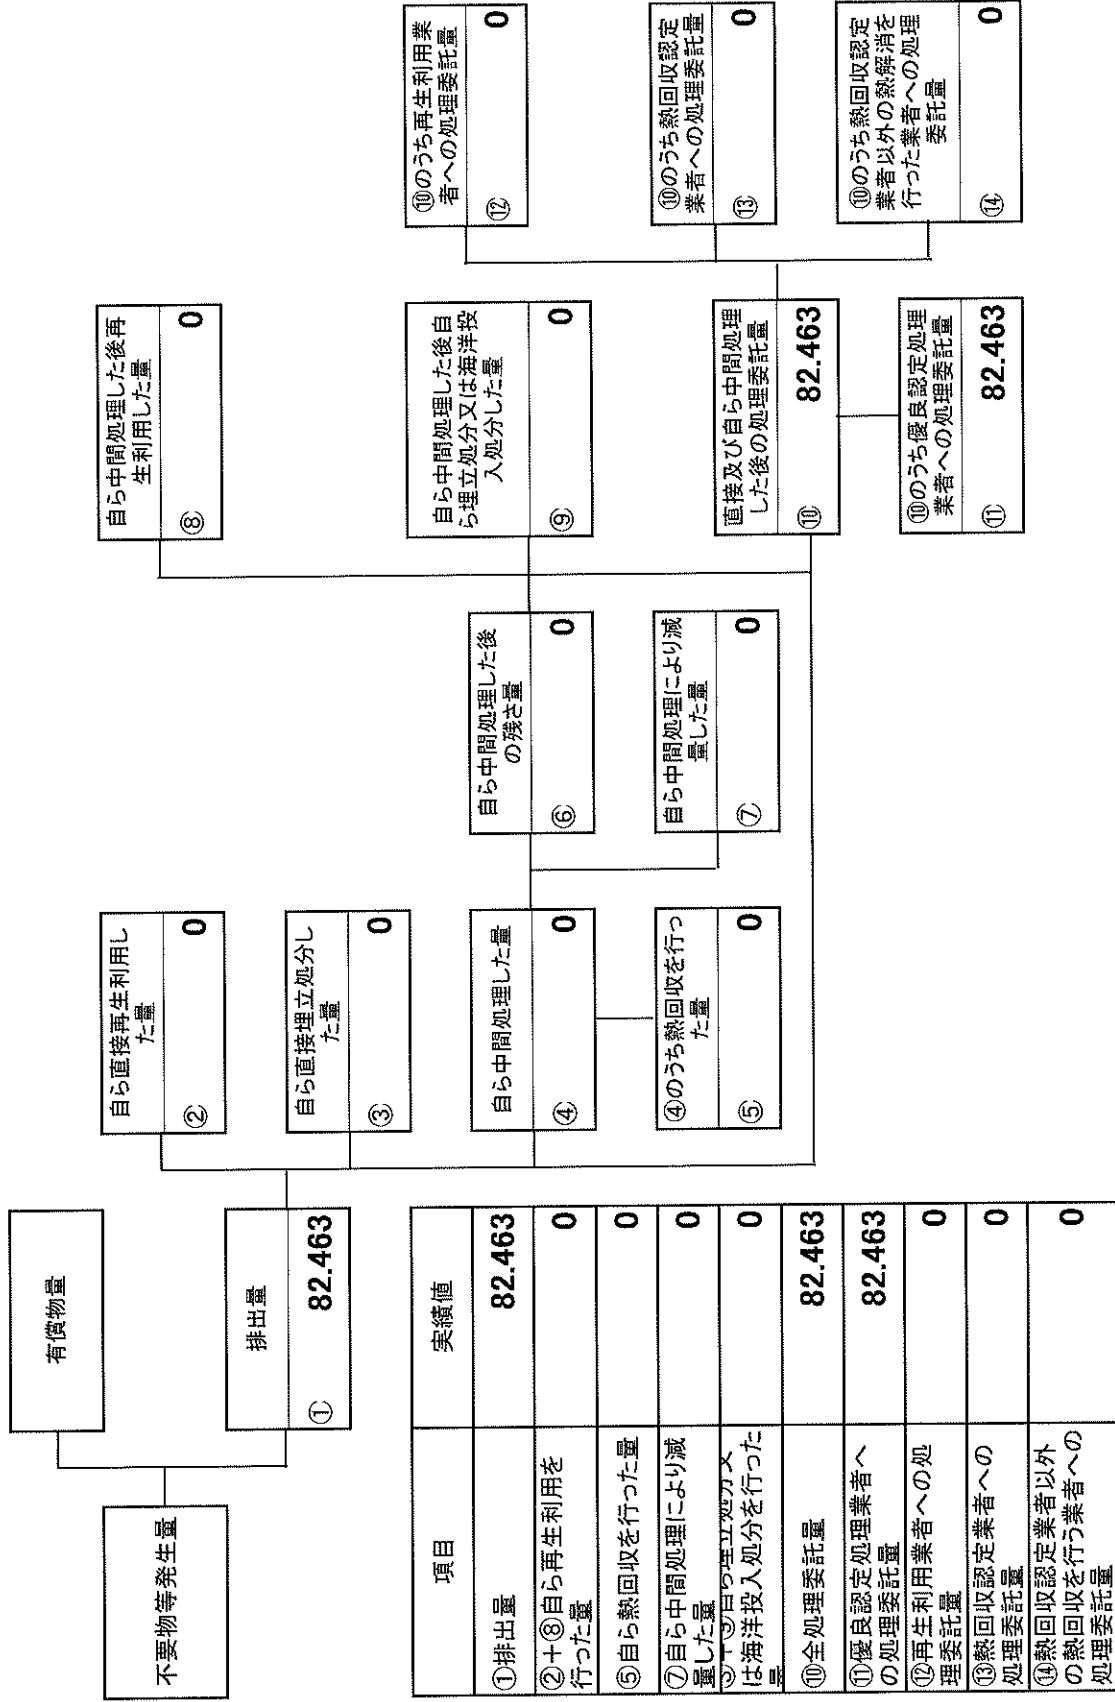 不要物等発生量
有償物量
排出量
① 82.463
自ら直接再生利用し
た量
② 0
自ら直接埋立処分し
た量
③ 0
自ら中間処理した量
④ 0
④のうち熱回収を行っ
た量
⑤ 0
自ら中間処理した後
の残さ量
⑥ 0
自ら中間処理により減
量した量
⑦ 0
自ら中間処理した後再
生利用した量
⑧ 0
自ら中間処理した後自
ら埋立処分又は海洋投
入処分した量
⑨ 0
直接及び自ら中間処理
した後の処理委託量
⑩ 82.463
⑩のうち優良認定処理
業者への処理委託量
⑪ 82.463
⑩のうち再生利用業
者への処理委託量
⑫ 0
⑩のうち熱回収認定
業者への処理委託量
⑬ 0
⑩のうち熱回収認定
業者以外の熱解消を
行った業者への処理
委託量
⑭ 0
項目 実績値
①排出量 82.463
②+⑧自ら再生利用を
行った量 0
⑤自ら熱回収を行った量 0
⑦自ら中間処理により減
量した量 0
③+⑨自ら埋立処分又
は海洋投入処分を行った
量 0
⑩全処理委託量 82.463
⑪優良認定処理業者へ
の処理委託量 82.463
⑫再生利用業者への処
理委託量 0
⑬熱回収認定業者への
処理委託量 0
⑭熱回収認定業者以外
の熱回収を行う業者への
処理委託量 0